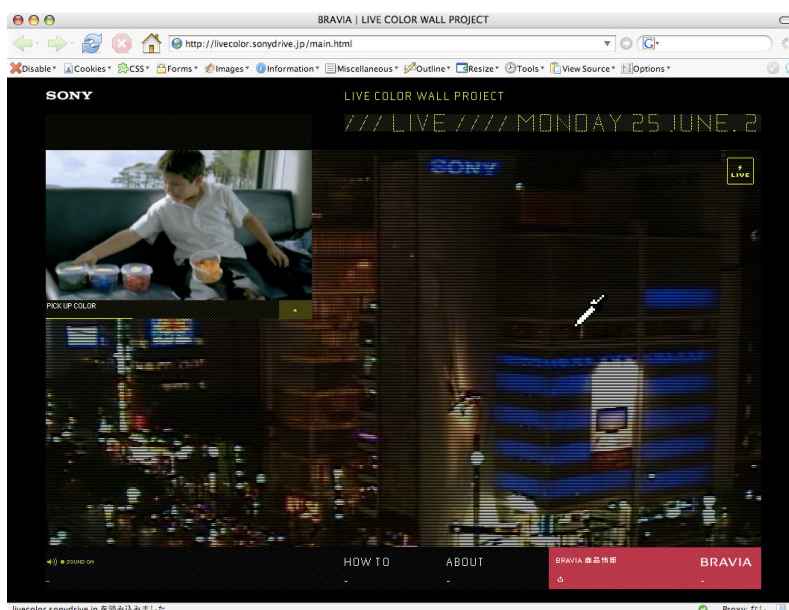 BRAVIA | LIVE COLOR WALL PROJECT
http://livecolor.sonydrive.jp/main.html
G
Disable Cookies CSS Forms Images Information Miscellaneous Outline Resize Tools View Source Options
SONY
LIVE COLOR WALL PROJECT
/// LIVE //// MONDAY 25 JUNE. 2
SONY
LIVE
PICK UP COLOR
SOUND ON
HOW TO
ABOUT
BRAVIA 商品情報
BRAVIA
livecolor.sonydrive.jp を読み込みました
Proxy: なし